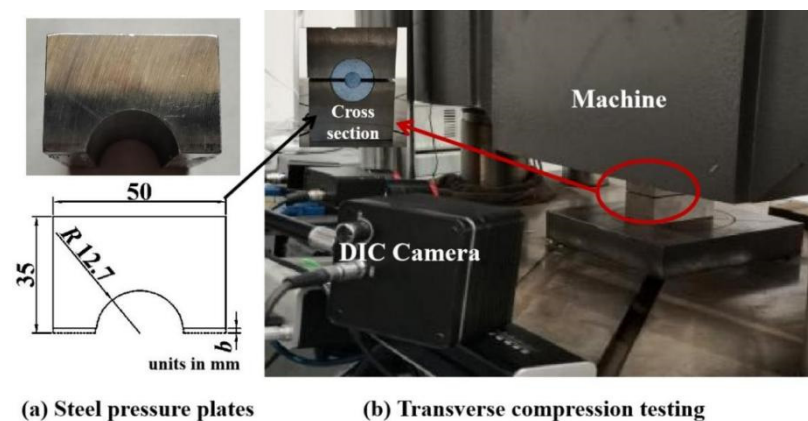 50
35
R 12.7
b
units in mm
Cross
section
Machine
DIC Camera
(a) Steel pressure plates
(b) Transverse compression testing